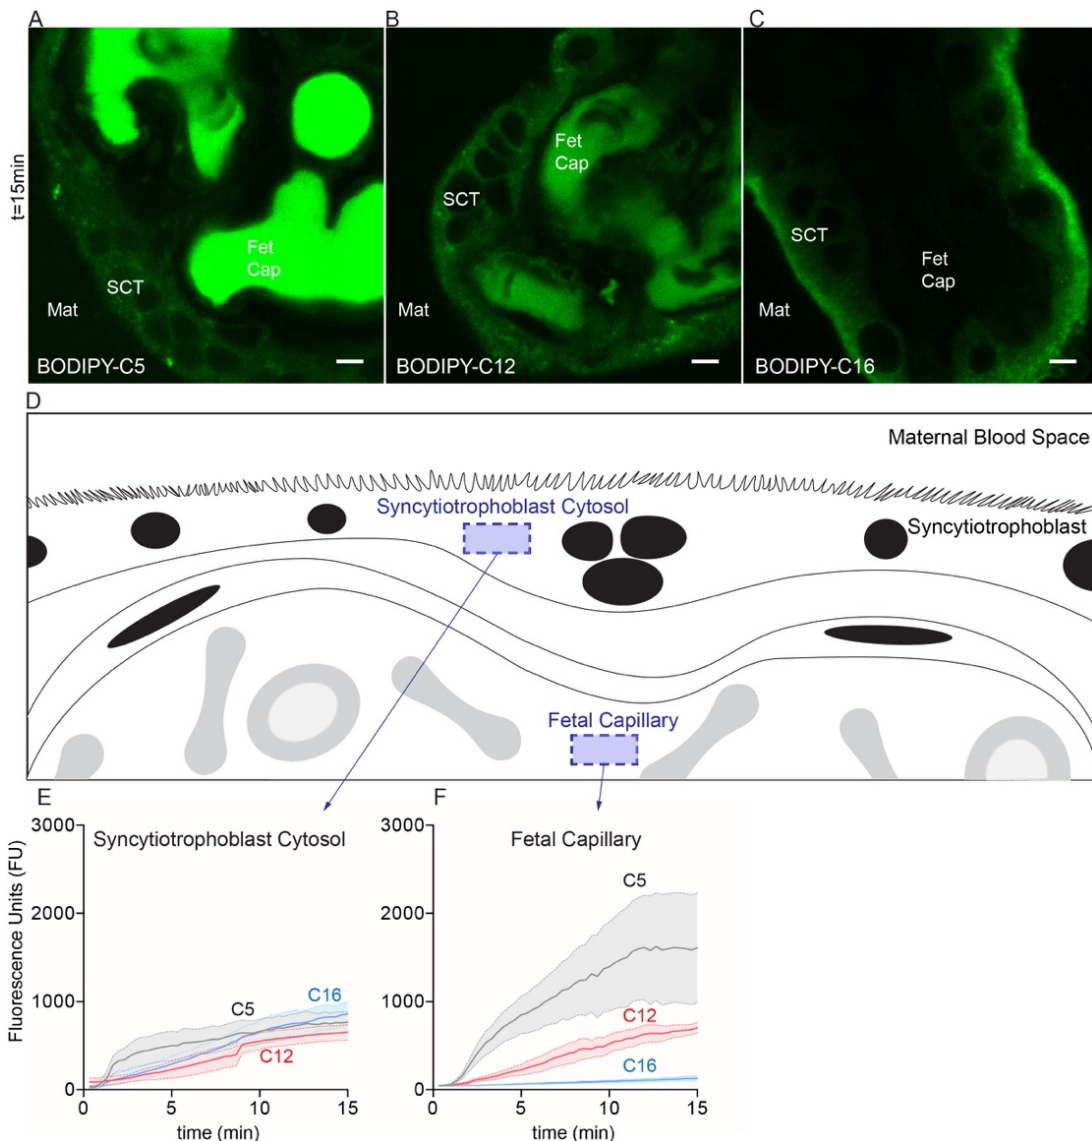 A
B
C
t=15min
Fet
Cap
SCT
Mat
BODIPY-C5
Fet
Cap
SCT
BODIPY-C12
Fet
Cap
SCT
Mat
BODIPY-C16
D
Maternal Blood Space
Syncytiotrophoblast Cytosol
Syncytiotrophoblast
Fetal Capillary
E
Syncytiotrophoblast Cytosol
Fluorescence Units (FU)
3000
2000
1000
0
C5
C16
C12
0
5
10
15
time (min)
F
Fetal Capillary
3000
2000
1000
0
C5
C12
C16
0
5
10
15
time (min)